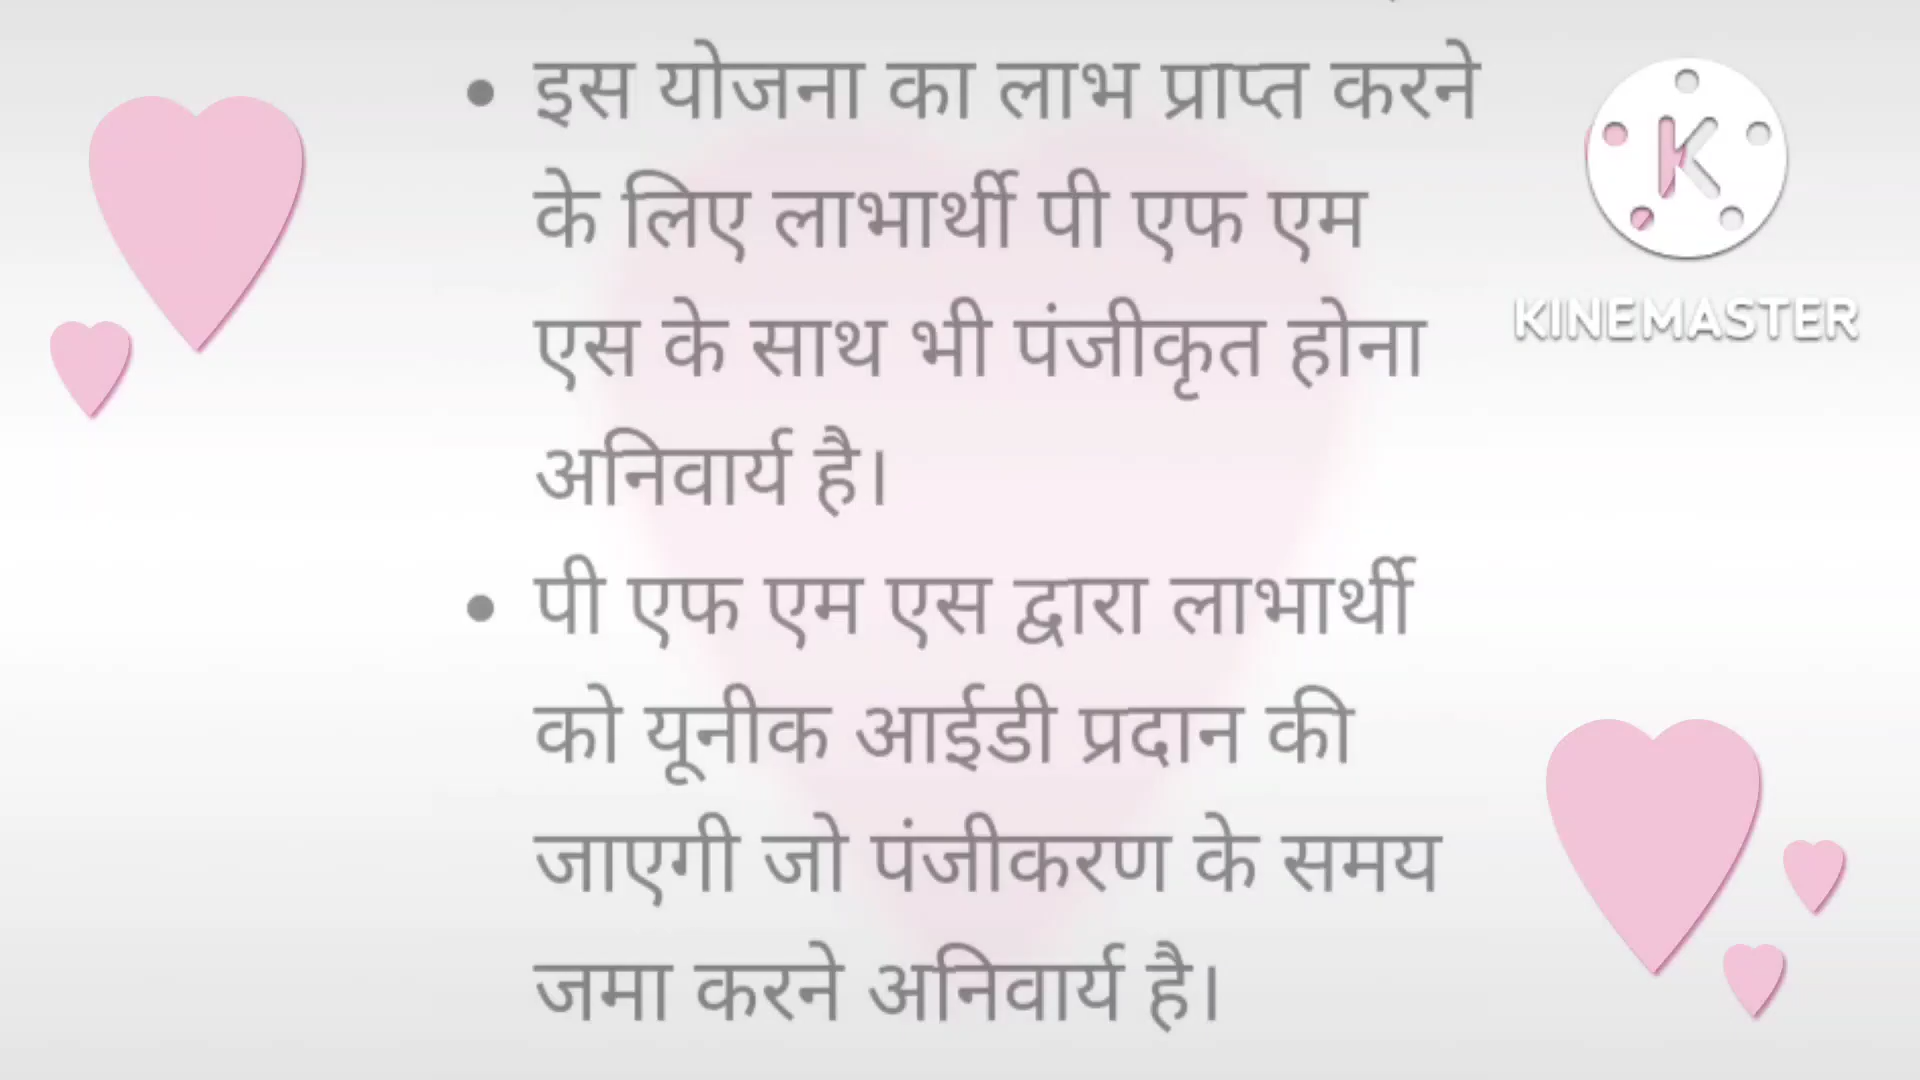 • इस योजना का लाभ प्राप्त करने
के लिए लाभार्थी पी एफ एम
एस के साथ भी पंजीकृत होना
अनिवार्य है।
• पी एफ एम एस द्वारा लाभार्थी
को यूनीक आईडी प्रदान की
जाएगी जो पंजीकरण के समय
जमा करने अनिवार्य है।
K
KINEMASTER